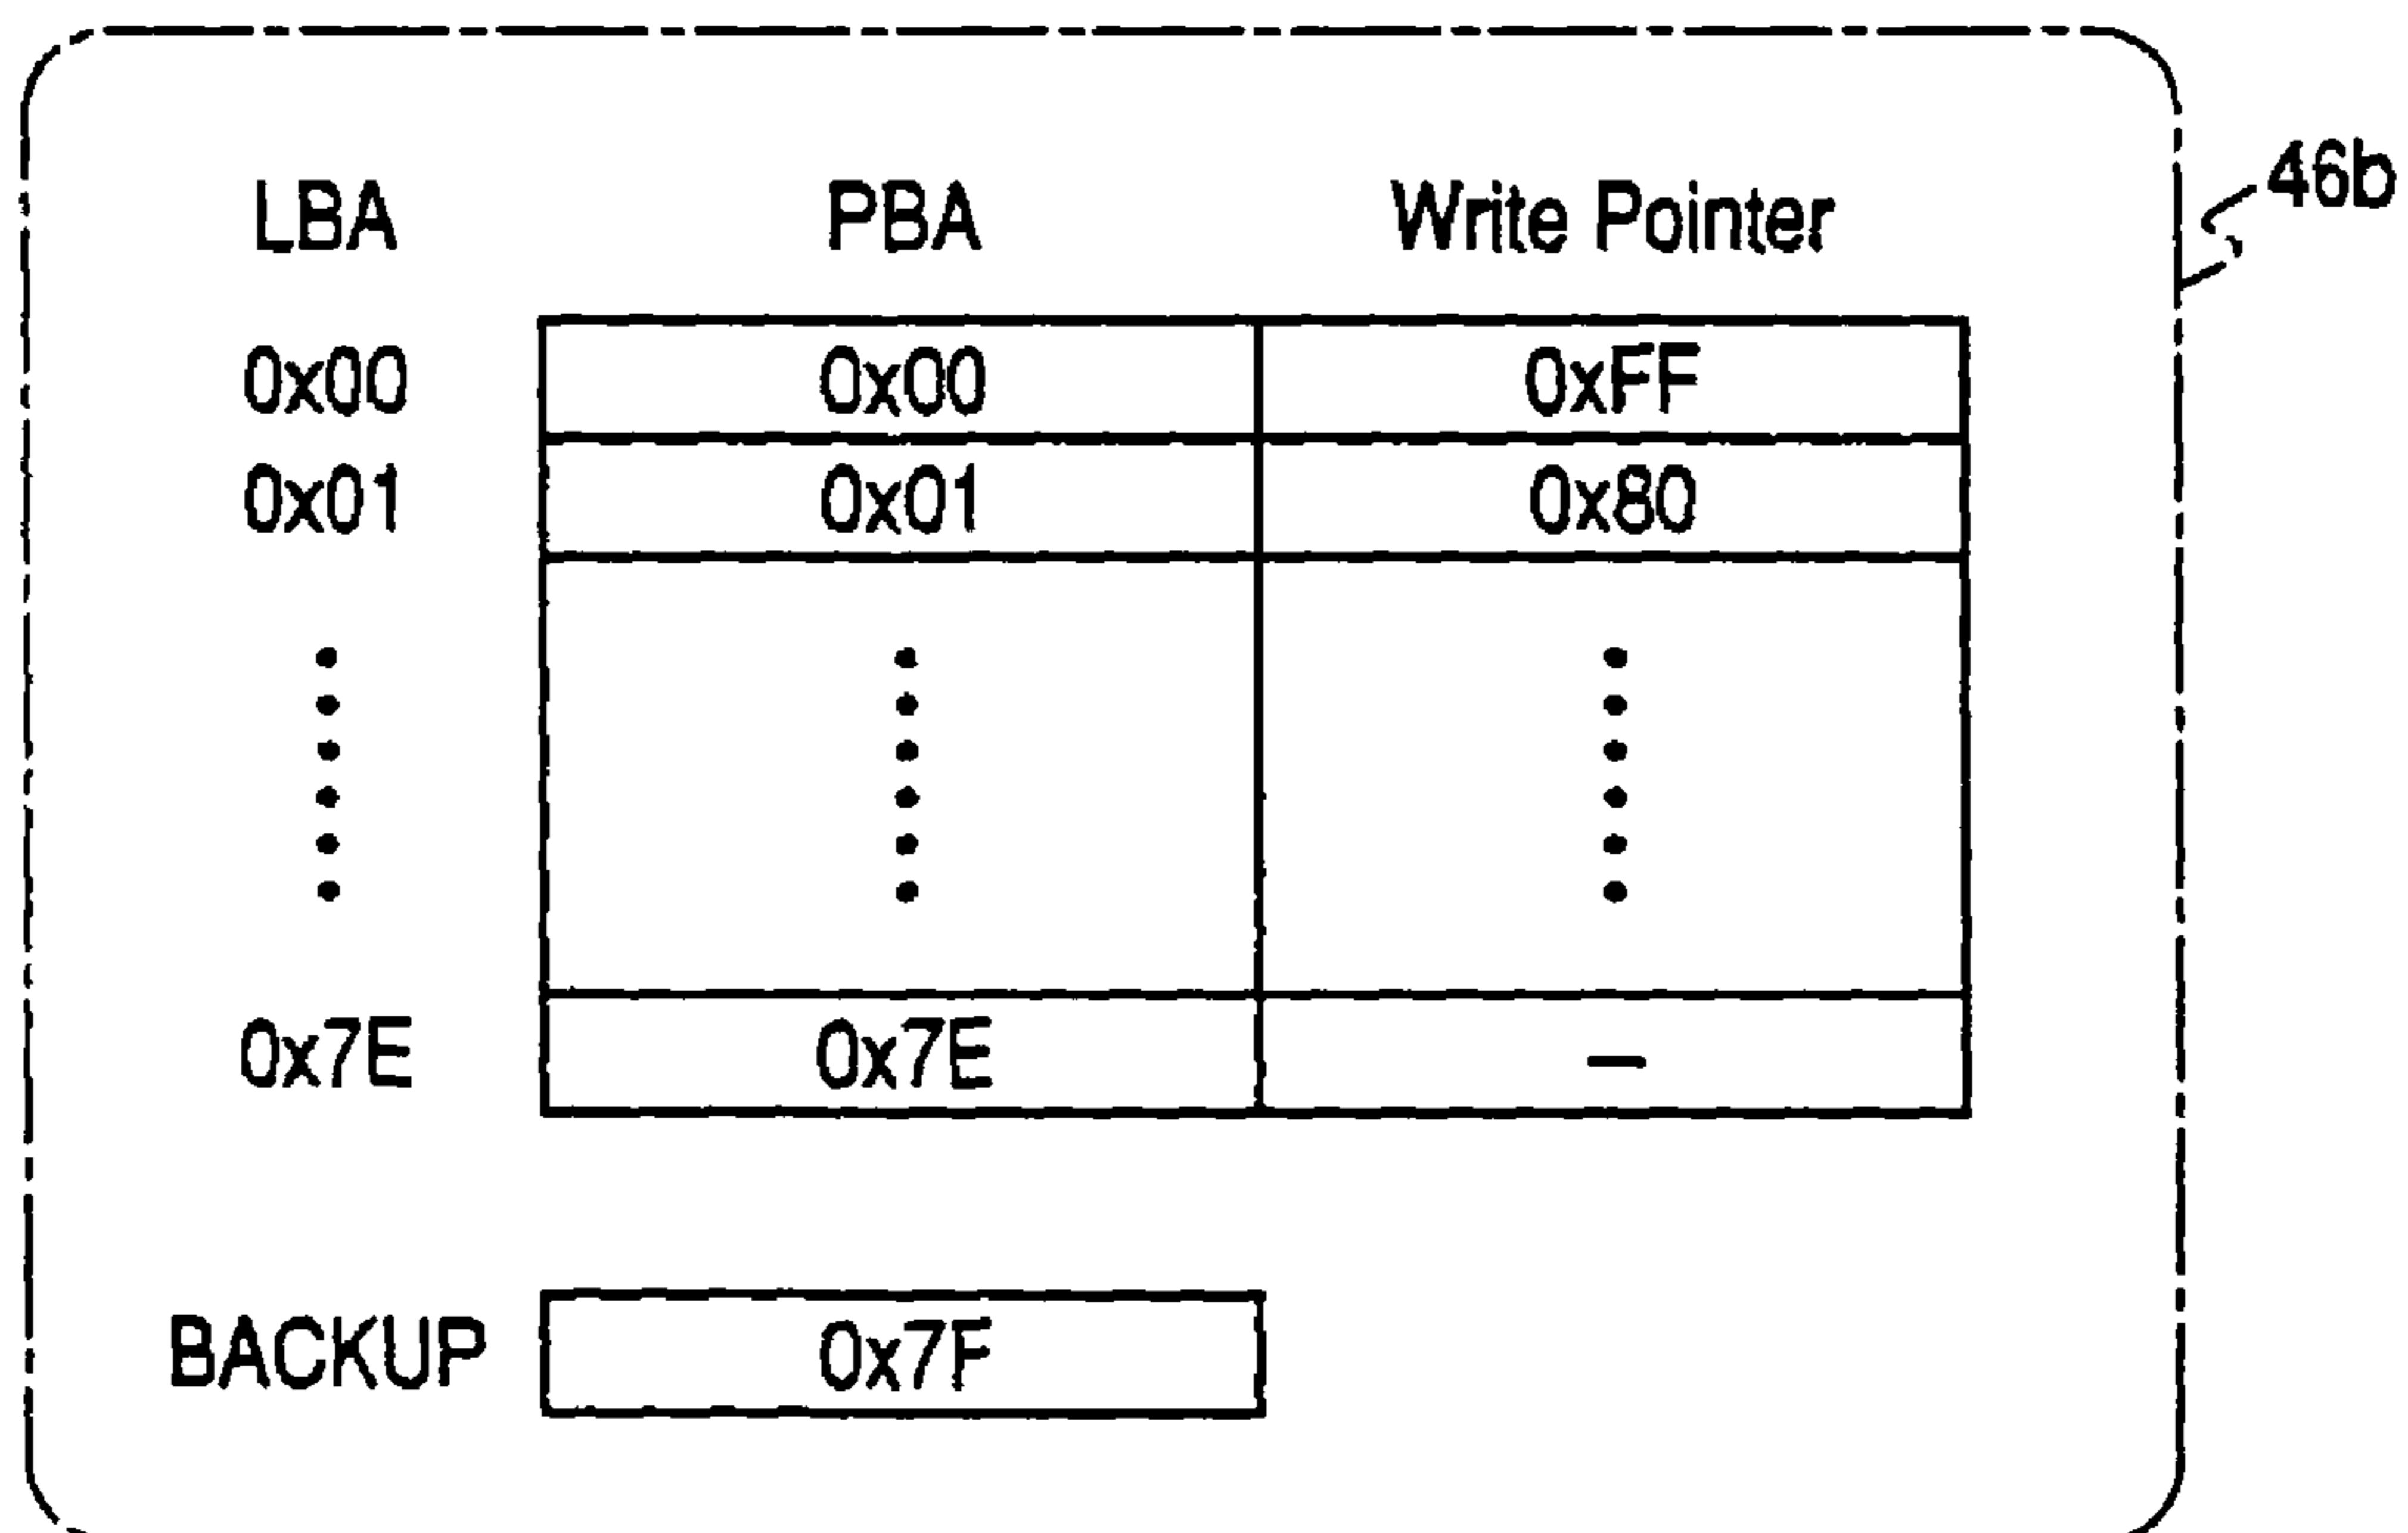 46b
LBA PBA Write Pointer
0x00 0x00 0xFF
0x01 0x01 0x80
0x7E 0x7E —
BACKUP 0x7F